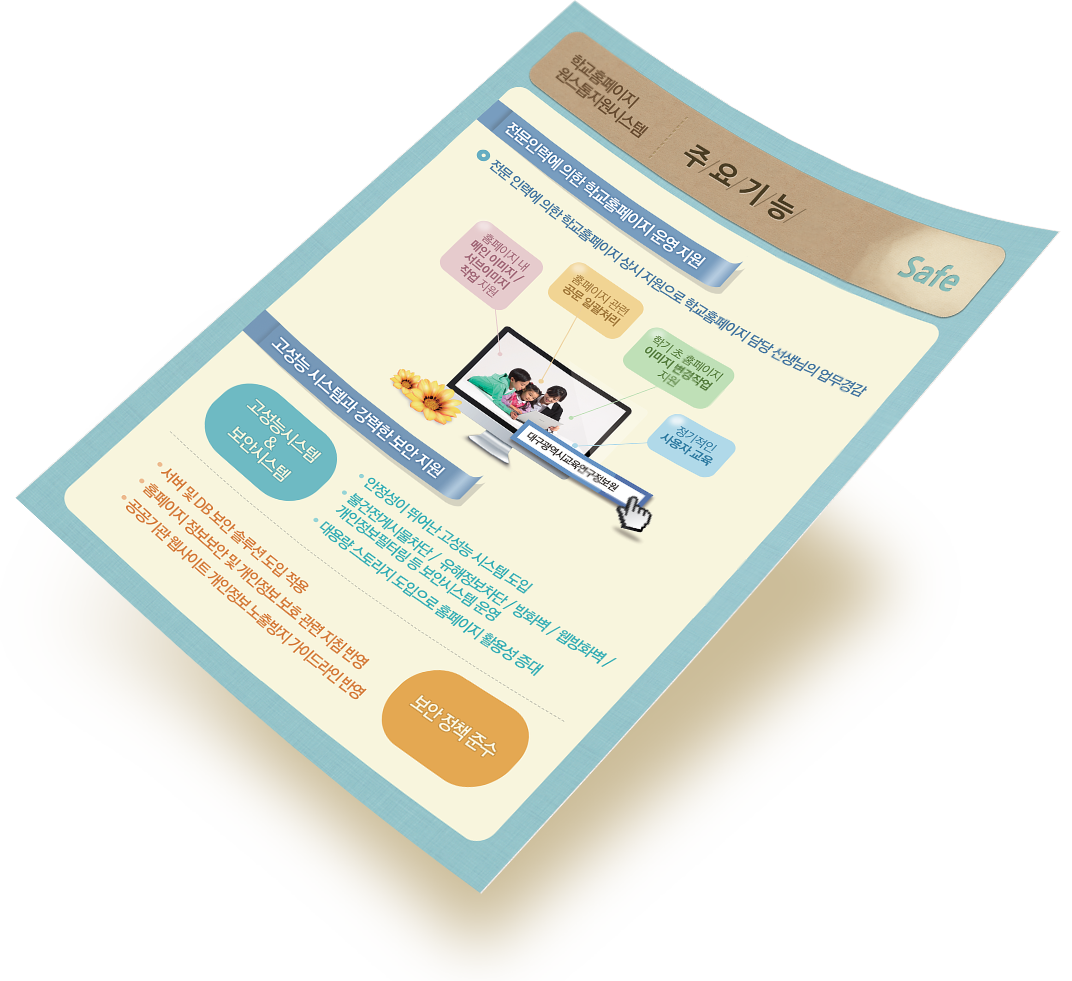 학교홈페이지
원스톱지원시스템
주요기능
Safe
전문인력에 의한 학교홈페이지 운영 지원
전문 인력에 의한 학교홈페이지 상시 지원으로 학교홈페이지 담당 선생님의 업무경감
홈페이지 내
메인 이미지 /
서브이미지
작업 지원
홈페이지 관련
공문 일괄처리
학기 초 홈페이지
이미지 변경작업
지원
정기적인
사용자 교육
대구광역시교육연구정보원
고성능 시스템과 강력한 보안 지원
고성능시스템
&
보안시스템
• 안정성이 뛰어난 고성능 시스템 도입
• 불건전게시물차단 / 유해정보차단 / 방화벽 / 웹방화벽 /
개인정보필터링 등 보안시스템 운영
• 대용량 스토리지 도입으로 홈페이지 활용성 증대
• 서버 및 DB 보안 솔루션 도입 적용
• 홈페이지 정보보안 및 개인정보 보호 관련 지침 반영
• 공공기관 웹사이트 개인정보 노출방지 가이드라인 반영
보안 정책 준수